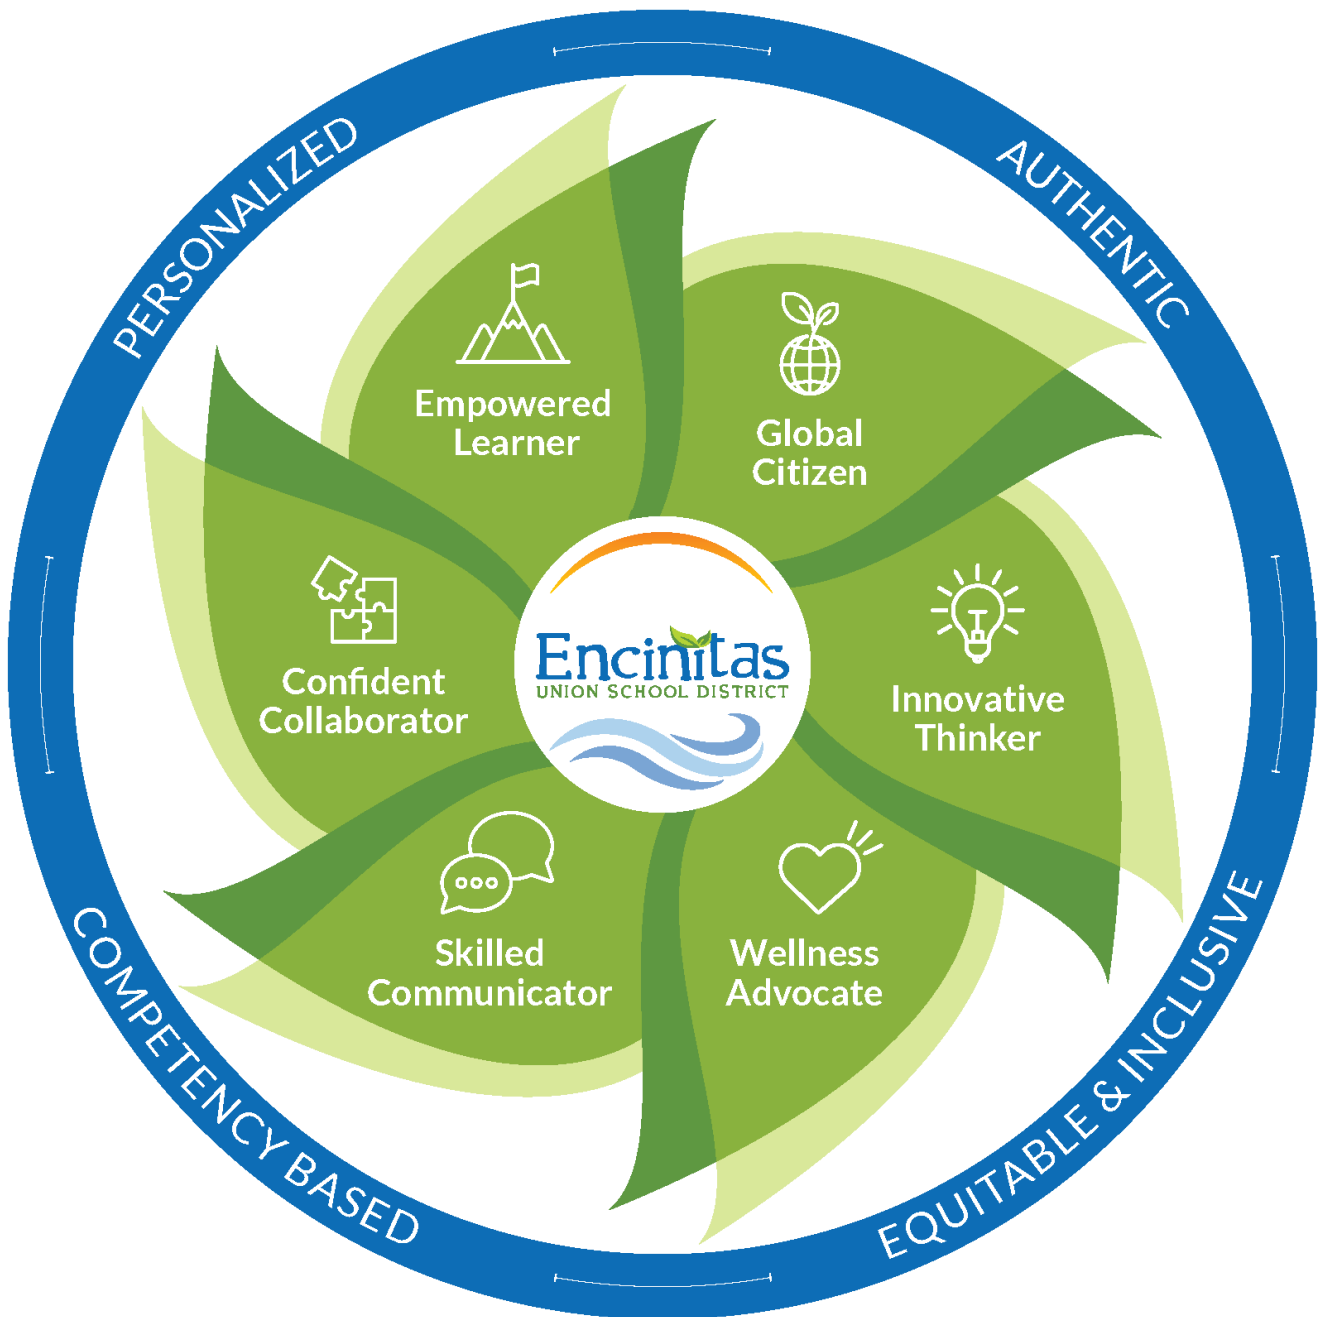 PERSONALIZED
AUTHENTIC
Empowered
Learner
Global
Citizen
Confident
Collaborator
Encinitas
UNION SCHOOL DISTRICT
Innovative
Thinker
Skilled
Communicator
Wellness
Advocate
COMPETENCY BASED
EQUITABLE & INCLUSIVE